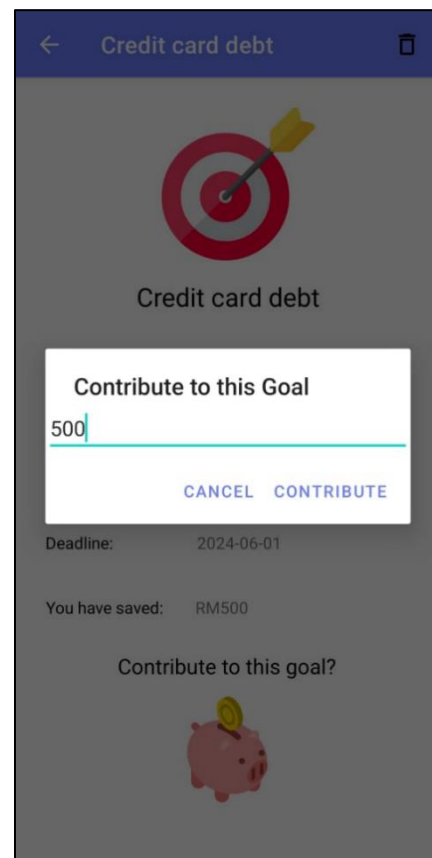 Credit card debt
Credit card debt
Contribute to this Goal
500
CANCEL CONTRIBUTE
Deadline: 2024-06-01
You have saved: RM500
Contribute to this goal?